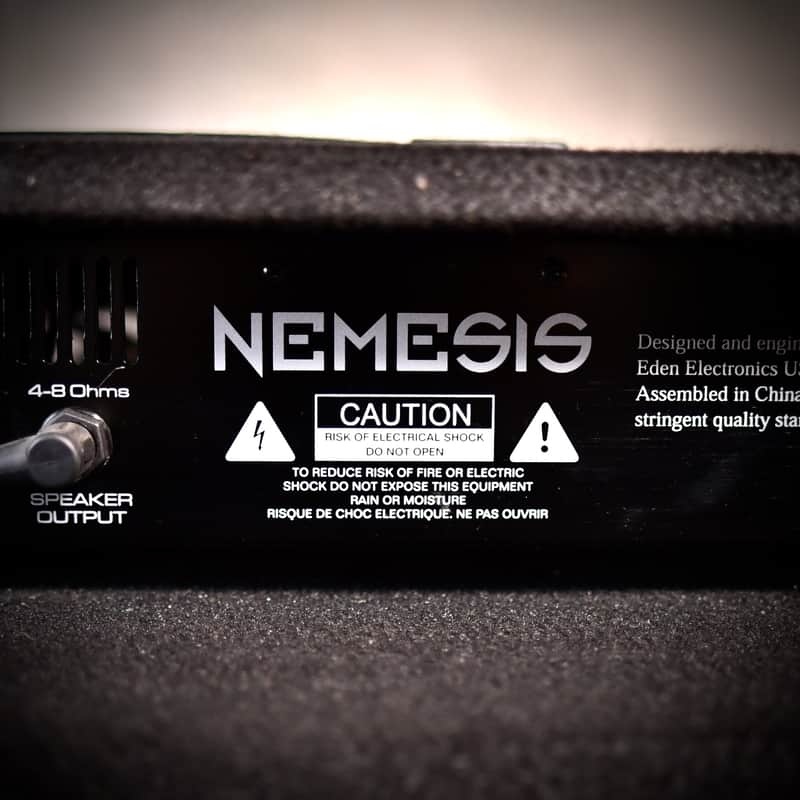 4-8 Ohms
SPEAKER
OUTPUT
NEMESIS
CAUTION
RISK OF ELECTRICAL SHOCK
DO NOT OPEN
TO REDUCE RISK OF FIRE OR ELECTRIC
SHOCK DO NOT EXPOSE THIS EQUIPMENT
RAIN OR MOISTURE
RISQUE DE CHOC ELECTRIQUE. NE PAS OUVRIR
Designed and
Eden Electronics
Assembled in China
stringent quality